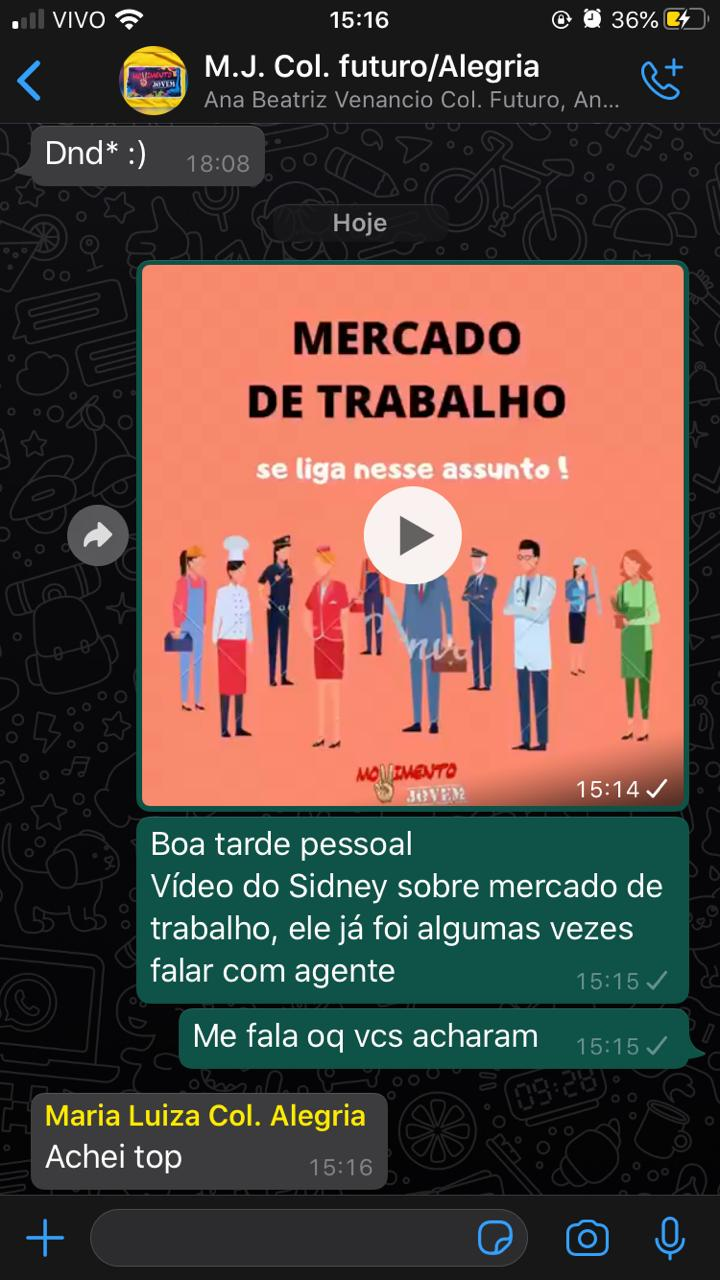 VIVO 15:16 36%
M.J. Col. futuro/Alegria
Ana Beatriz Venancio Col. Futuro, An...
Dnd* :) 18:08
Hoje
MERCADO
DE TRABALHO
se liga nesse assunto !
MOVIMENTO
JOVEM
15:14
Boa tarde pessoal
Vídeo do Sidney sobre mercado de
trabalho, ele já foi algumas vezes
falar com agente 15:15
Me fala oq vcs acharam 15:15
Maria Luiza Col. Alegria
Achei top 15:16